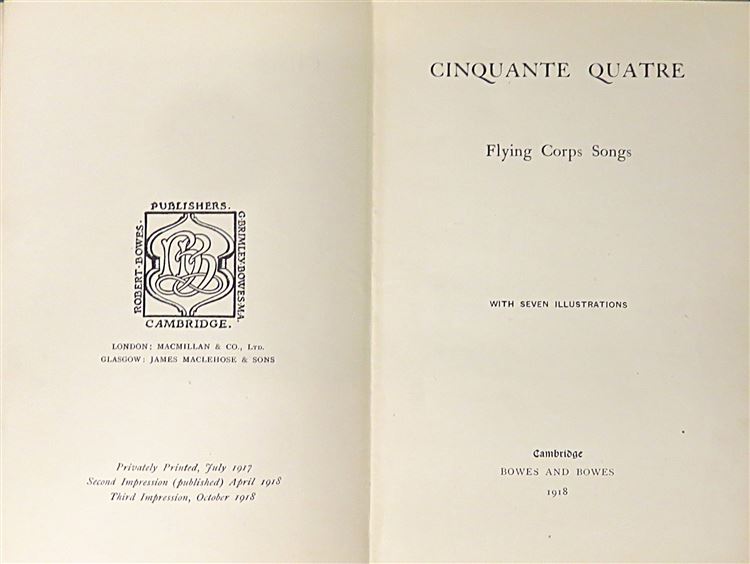 PUBLISHERS.
ROBERT·BOWES·
G·BRIMLEY·BOWES·MA.
CAMBRIDGE.
LONDON: MACMILLAN & CO., LTD.
GLASGOW: JAMES MACLEHOSE & SONS
Privately Printed, July 1917
Second Impression (published) April 1918
Third Impression, October 1918
CINQUANTE QUATRE
Flying Corps Songs
WITH SEVEN ILLUSTRATIONS
Cambridge
BOWES AND BOWES
1918